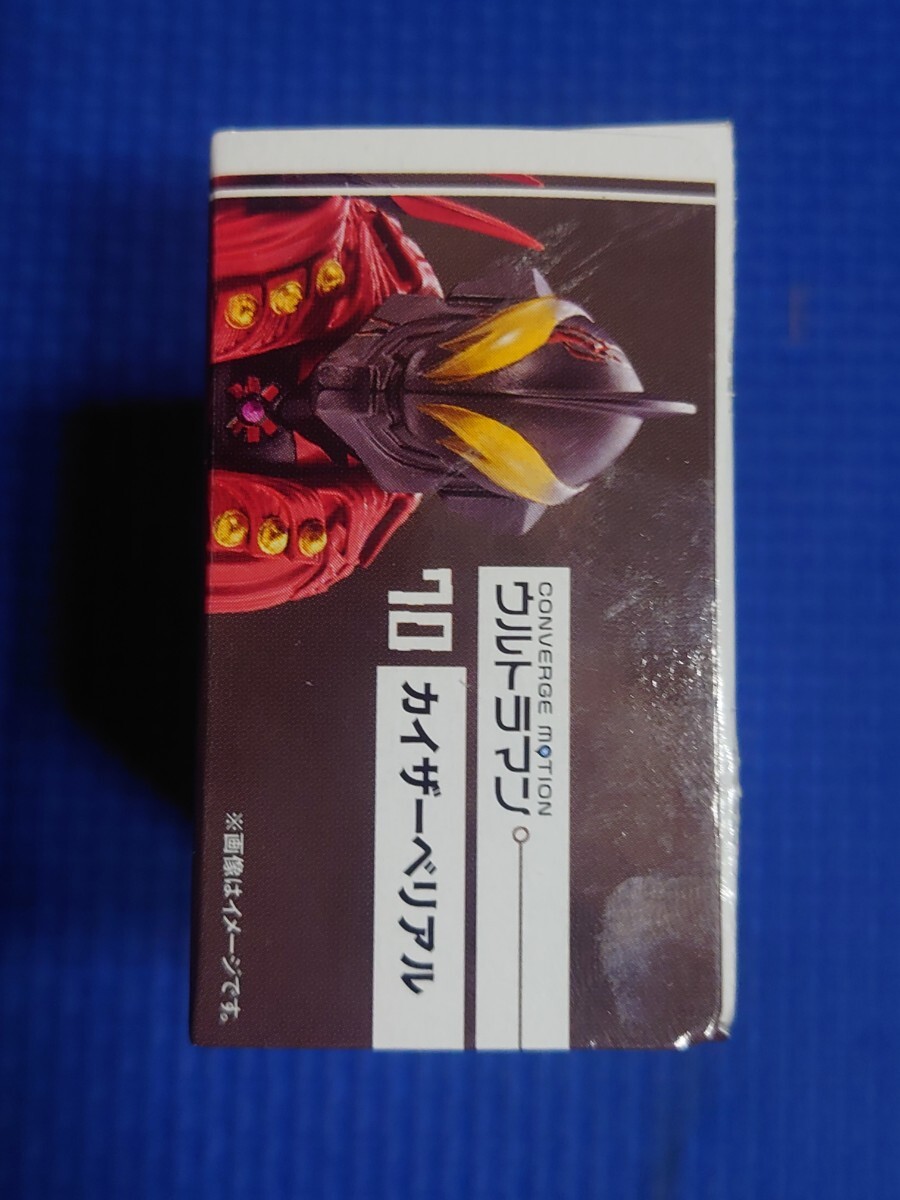 CONVERGE MOTION
ウルトラマン
70
カイザーベリアル
※画像はイメージです。